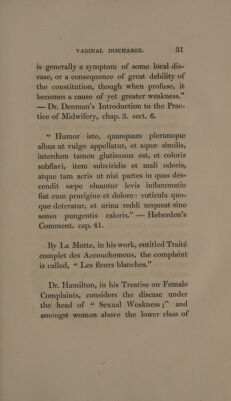 VAGINAL DISCHARGE. 31
is generally a symptom of some local dis-
ease, or a consequence of great debility of
the constitution, though when profuse, it
becomes a cause of yet greater weakness.”
— Dr. Denman’s Introduction to the Prac-
tice of Midwifery, chap. 3. sect. 6.
“ Humor iste, quanquam plerumque
albus ut vulgo appellatur, et aquæ similis,
interdum tamen glutinosus est, et coloris
subflavi, item subviridis et mali odoris,
atque tam acris ut nisi partes in quas des-
cendit sæpe eluantur levis inflammatio
fiat cum prurigine et dolore : cuticula quo-
que deteratur, et urina reddi nequeat sine
sensu pungentis caloris.” — Heberden’s
Comment. cap. 41.
By La Motte, in his work, entitled Traité
complet des Accouchemens, the complaint
is called, “ Les fleurs blanches.”
Dr. Hamilton, in his Treatise on Female
Complaints, considers the disease under
the head of “ Sexual Weakness ;” and
amongst women above the lower class of